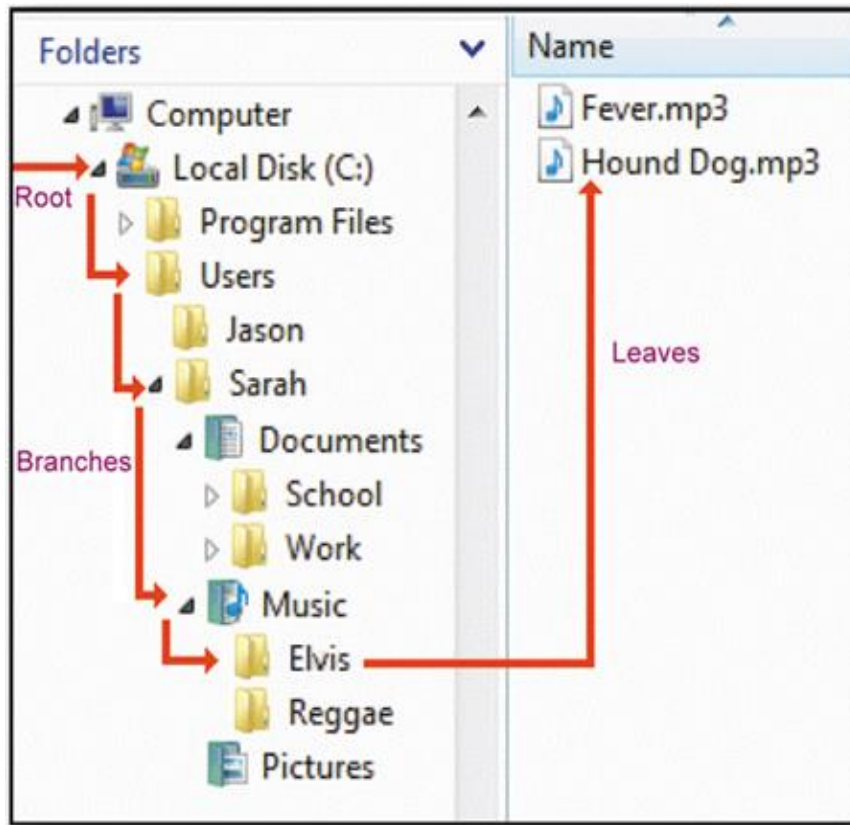 Folders
Computer
Local Disk (C:)
Root
Program Files
Users
Jason
Sarah
Documents
Branches
School
Work
Music
Elvis
Reggae
Pictures
Name
Fever.mp3
Hound Dog.mp3
Leaves